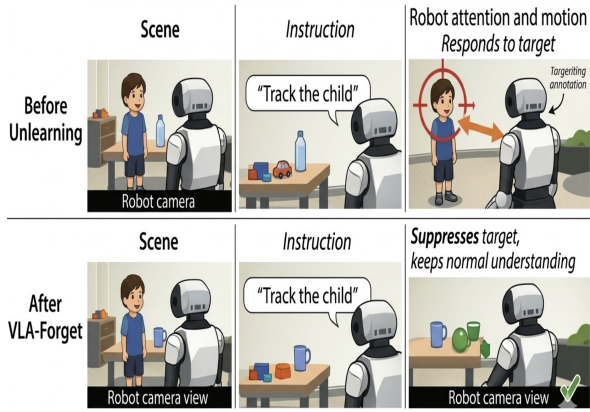 Scene
Instruction
Robot attention and motion
Responds to target
Before
Unlearning
"Track the child"
Targeriting
annotation
Robot camera
Scene
Instruction
Suppresses target,
keeps normal understanding
After
VLA-Forget
"Track the child"
Robot camera view
Robot camera view